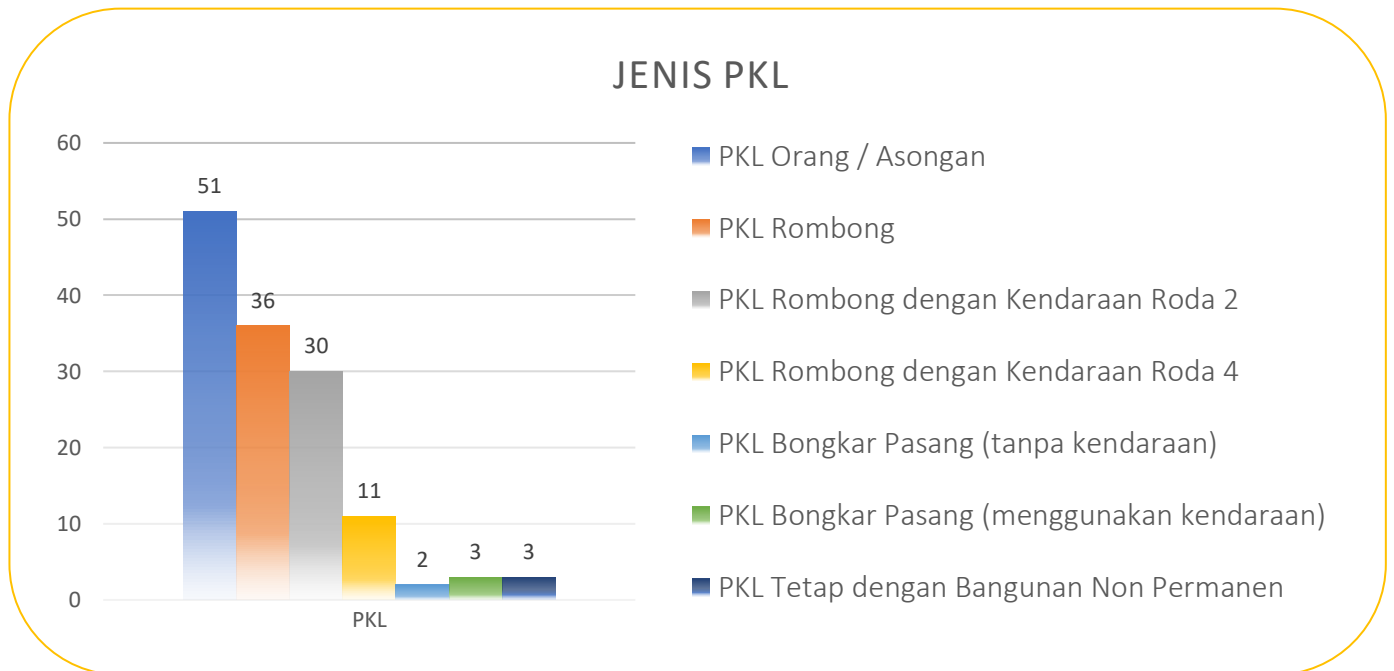 JENIS PKL
60
50
40
30
20
10
0
51
36
30
11
2
3
3
PKL
PKL Orang / Asongan
PKL Rombong
PKL Rombong dengan Kendaraan Roda 2
PKL Rombong dengan Kendaraan Roda 4
PKL Bongkar Pasang (tanpa kendaraan)
PKL Bongkar Pasang (menggunakan kendaraan)
PKL Tetap dengan Bangunan Non Permanen